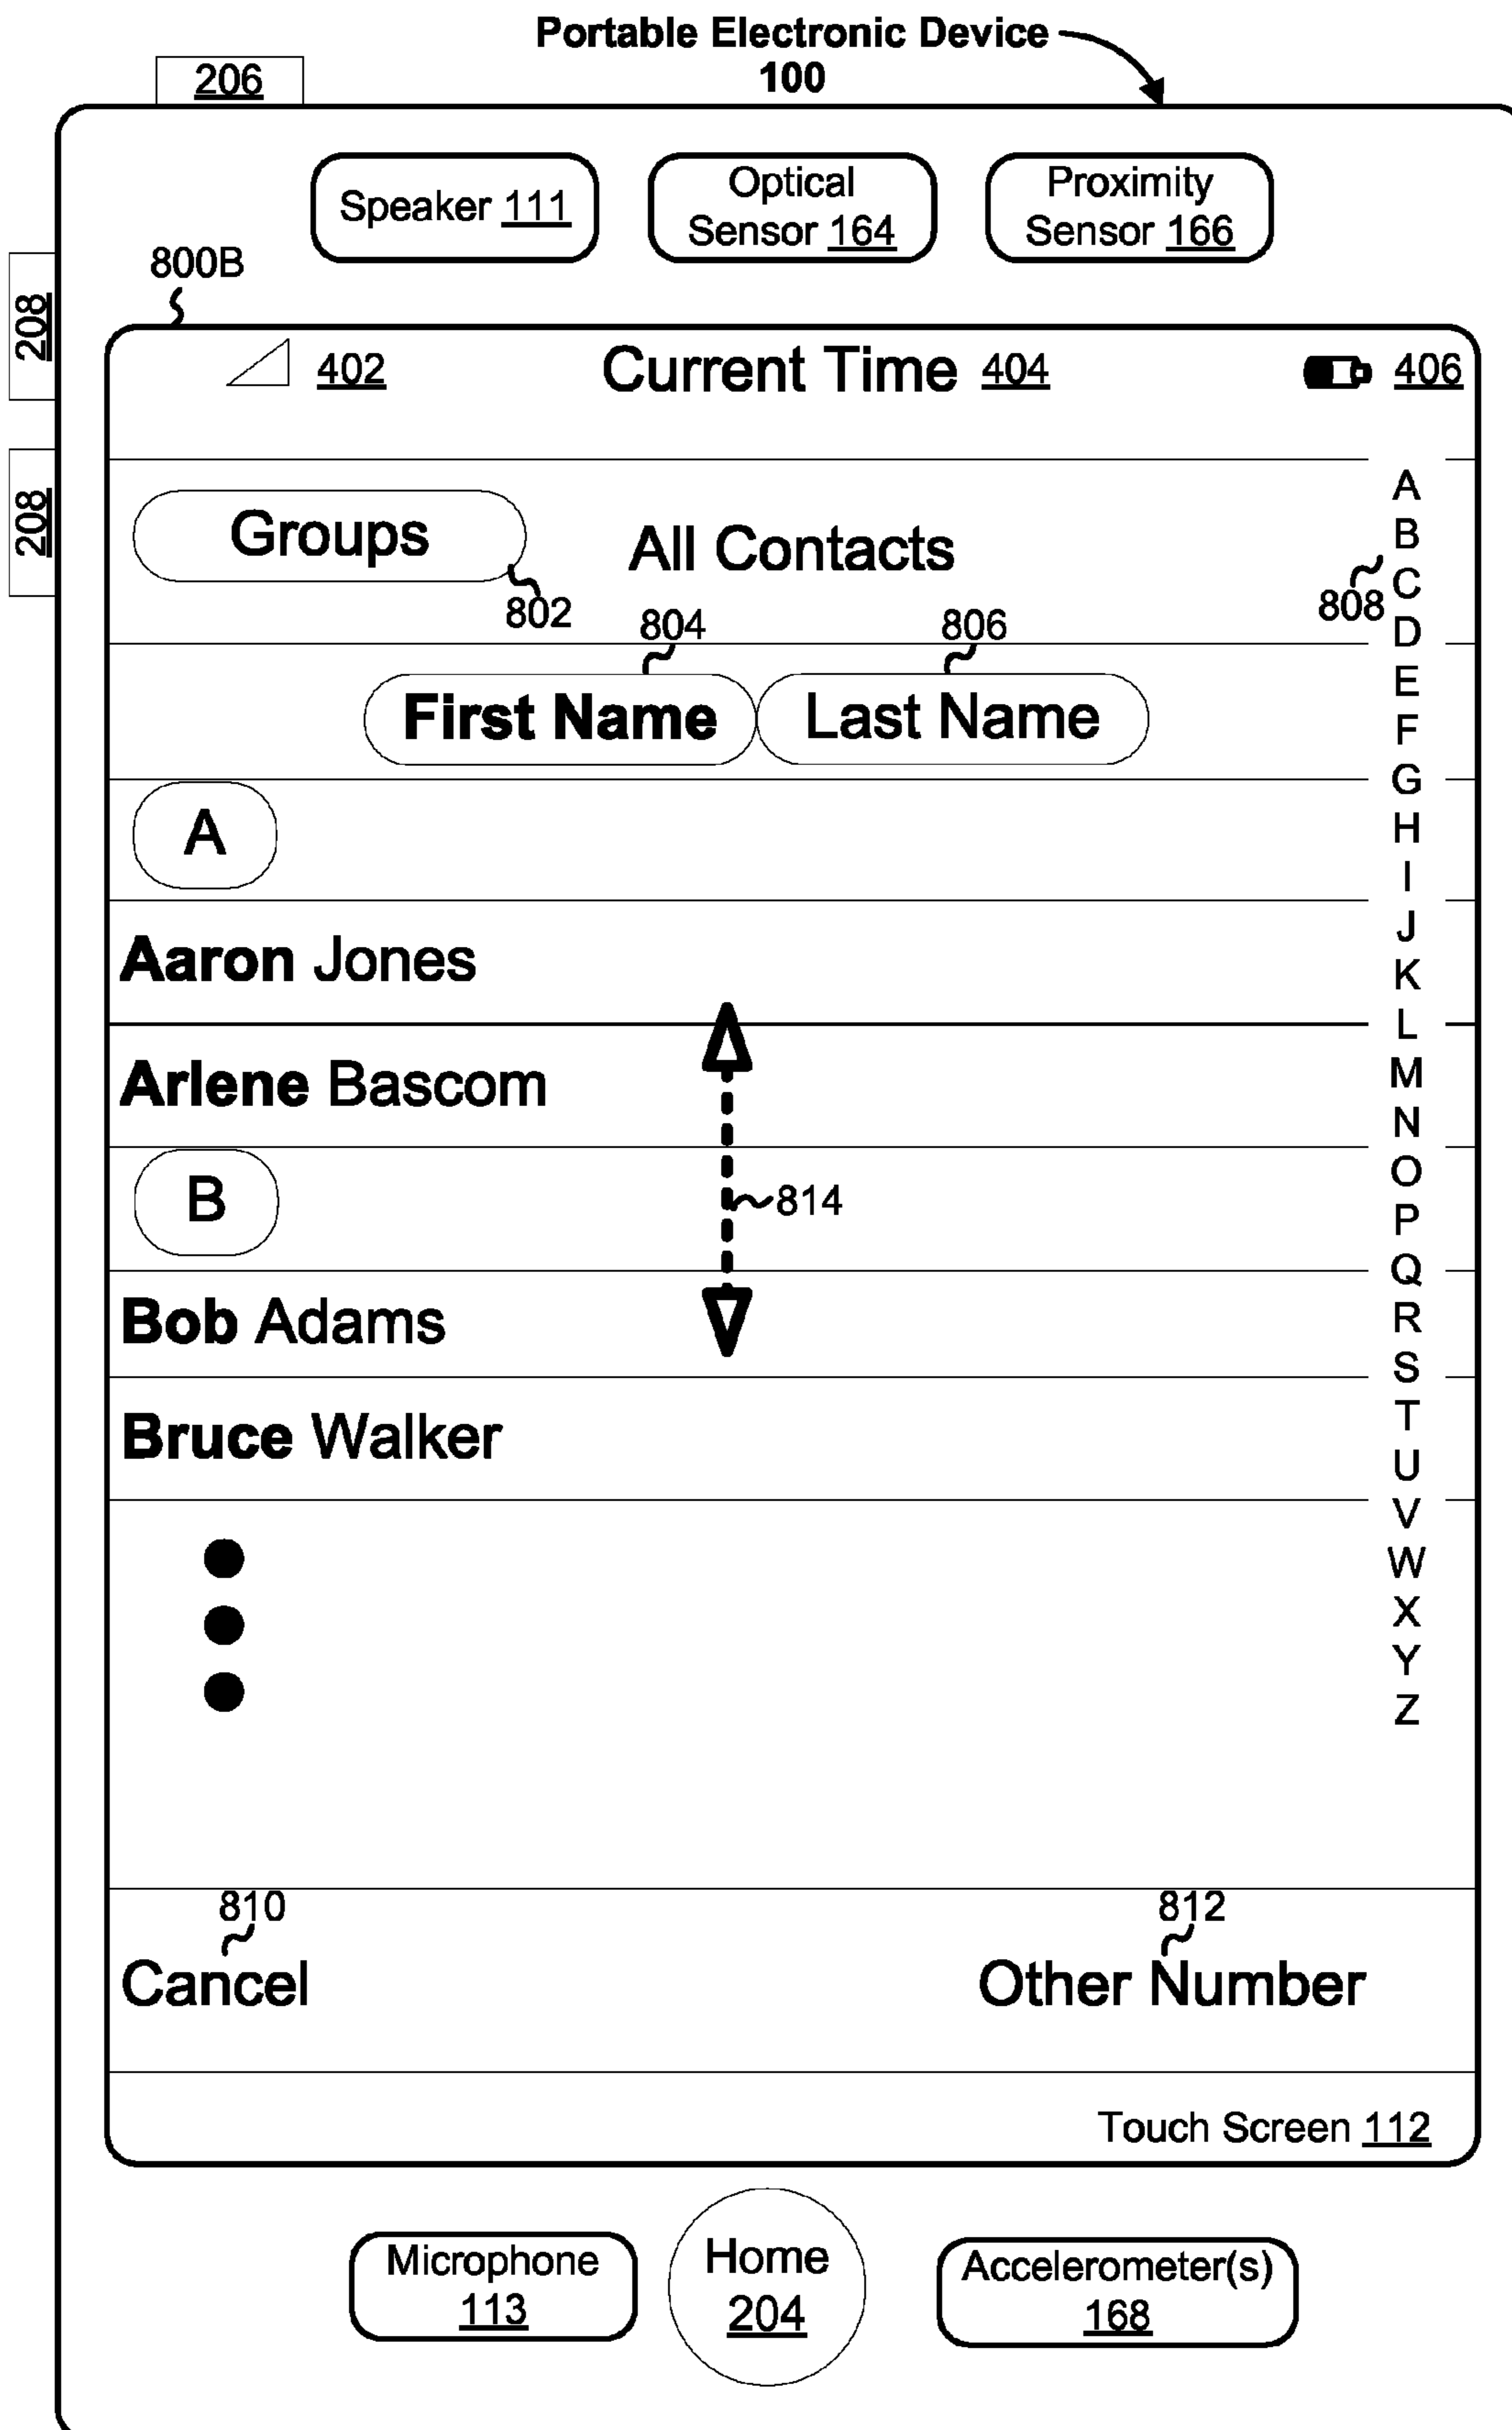 Portable Electronic Device
100
206
Speaker 111
Optical
Sensor 164
Proximity
Sensor 166
208
208
800B
402
Current Time 404
406
Groups
All Contacts
802
804
806
808
First Name
Last Name
A
Aaron Jones
Arlene Bascom
B
814
Bob Adams
Bruce Walker
A
B
C
D
E
F
G
H
I
J
K
L
M
N
O
P
Q
R
S
T
U
V
W
X
Y
Z
810
812
Cancel
Other Number
Touch Screen 112
Microphone
113
Home
204
Accelerometer(s)
168